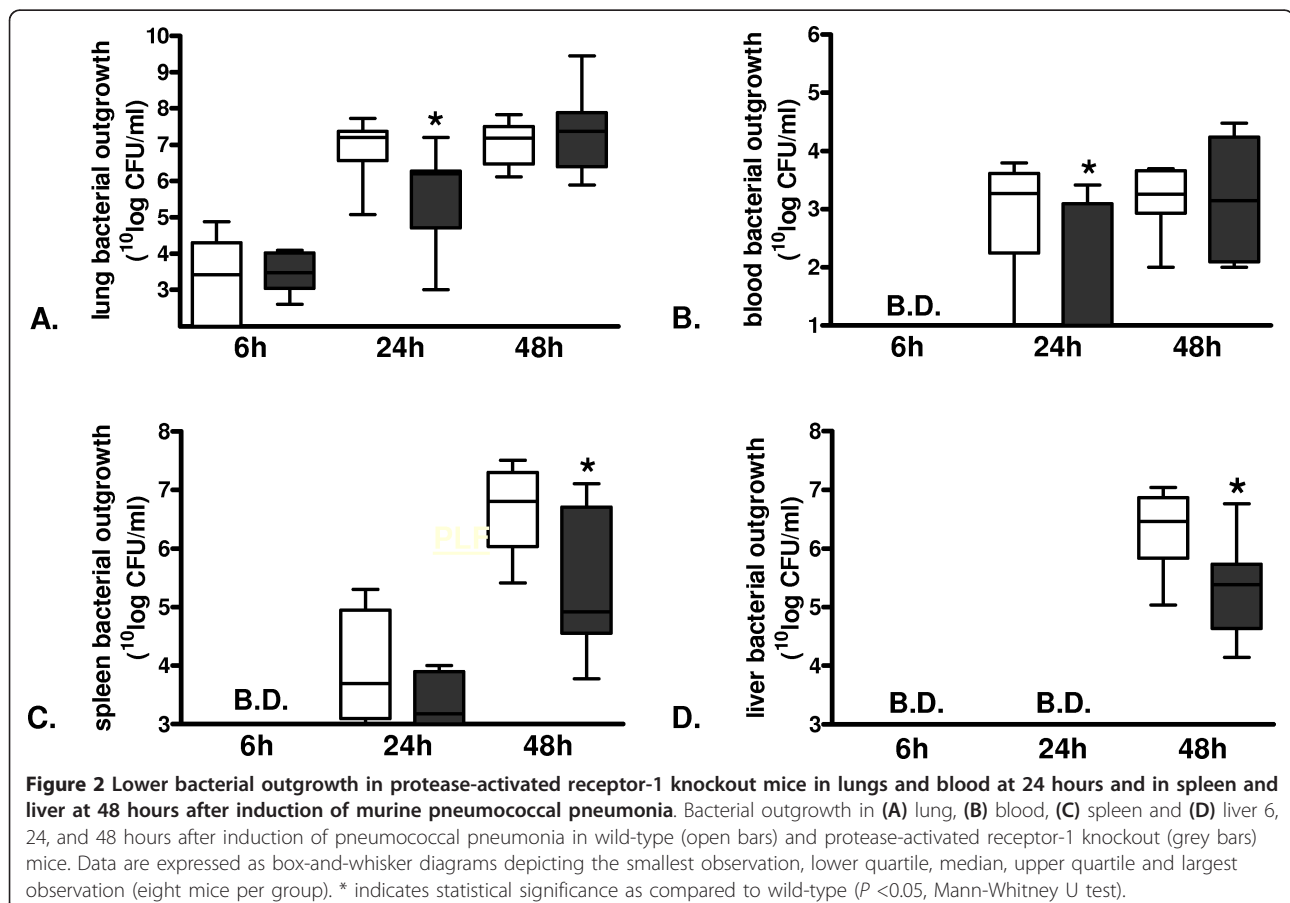 10
9
8
7
6
5
4
3
lung bacterial outgrowth
(¹⁰log CFU/ml)
*
A.
6h 24h 48h
6
5
4
3
2
1
blood bacterial outgrowth
(¹⁰log CFU/ml)
B.D.
*
B.
6h 24h 48h
8
7
6
5
4
3
spleen bacterial outgrowth
(¹⁰log CFU/ml)
PLF
B.D.
*
C.
6h 24h 48h
8
7
6
5
4
3
liver bacterial outgrowth
(¹⁰log CFU/ml)
B.D. B.D.
*
D.
6h 24h 48h
Figure 2 Lower bacterial outgrowth in protease-activated receptor-1 knockout mice in lungs and blood at 24 hours and in spleen and
liver at 48 hours after induction of murine pneumococcal pneumonia. Bacterial outgrowth in (A) lung, (B) blood, (C) spleen and (D) liver 6,
24, and 48 hours after induction of pneumococcal pneumonia in wild-type (open bars) and protease-activated receptor-1 knockout (grey bars)
mice. Data are expressed as box-and-whisker diagrams depicting the smallest observation, lower quartile, median, upper quartile and largest
observation (eight mice per group). * indicates statistical significance as compared to wild-type (P <0.05, Mann-Whitney U test).